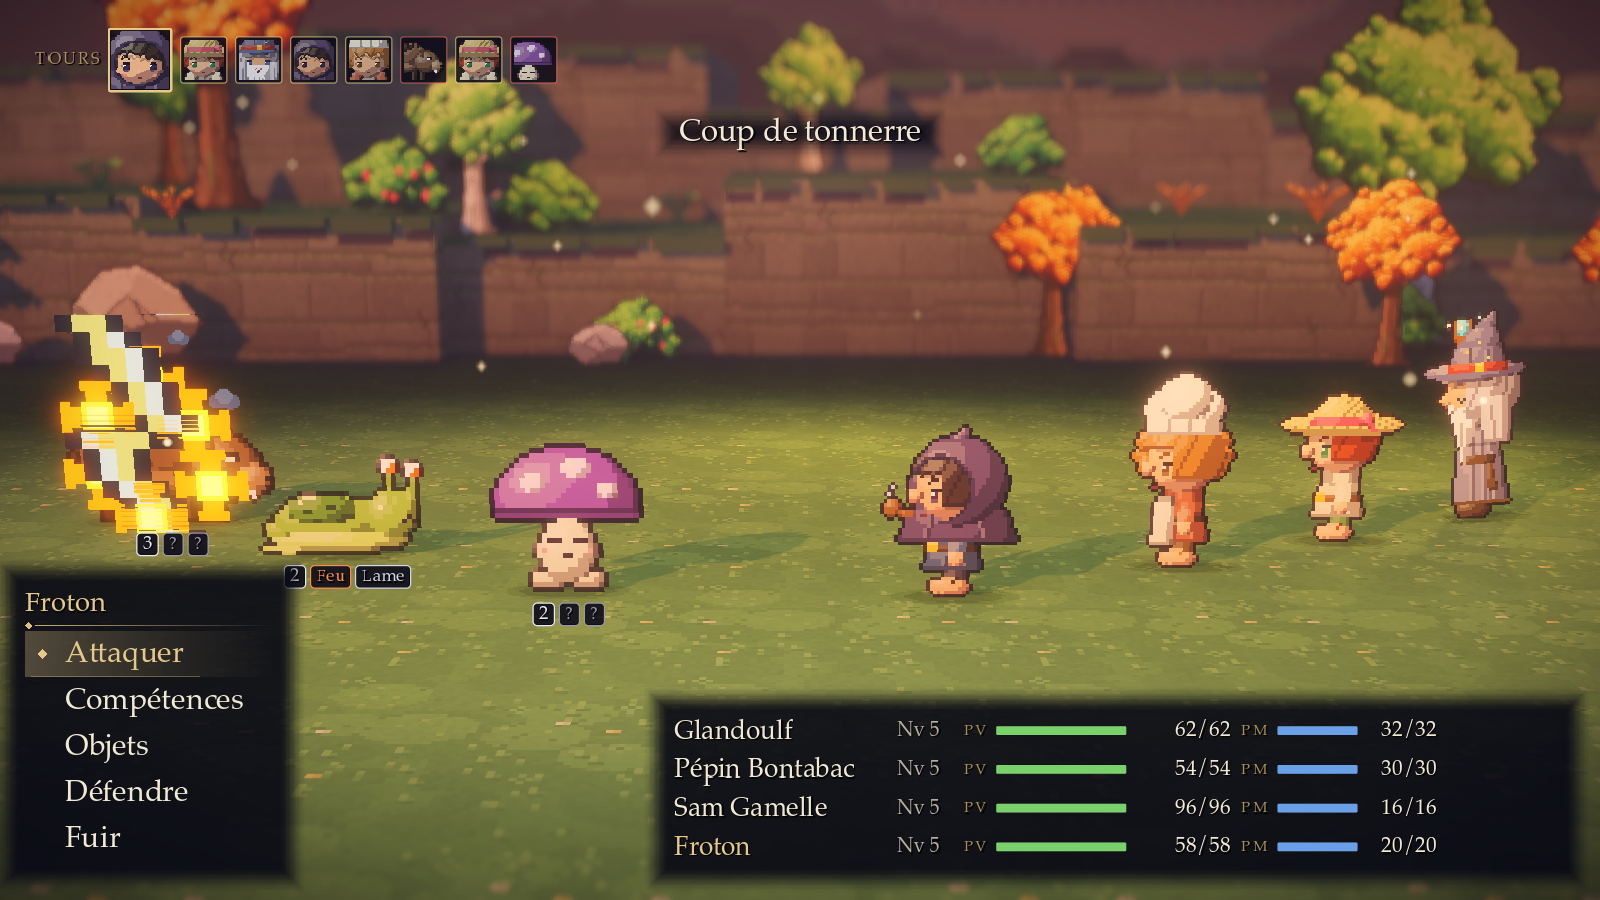 TOURS
Coup de tonnerre
3 ? ?
2 Feu Lame
2 ? ?
Froton
Attaquer
Compétences
Objets
Défendre
Fuir
Glandoulf Nv 5 PV 62/62 PM 32/32
Pépin Bontabac Nv 5 PV 54/54 PM 30/30
Sam Gamelle Nv 5 PV 96/96 PM 16/16
Froton Nv 5 PV 58/58 PM 20/20